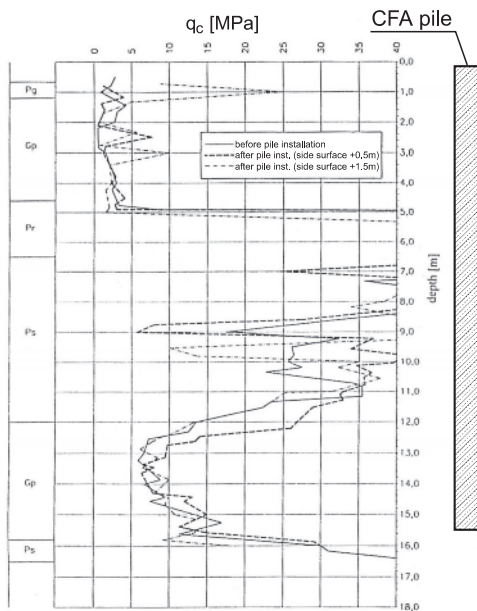 q_c [MPa]
CFA pile
0 5 10 15 20 25 30 35 40
0,0
Pg
1,0
2,0
Gp
before pile installation
after pile inst. (side surface +0,5m)
after pile inst. (side surface +1.5m)
3,0
4,0
5,0
Pr
6,0
7,0
depth [m]
8,0
Ps
9,0
10,0
11,0
12,0
13,0
Gp
14,0
15,0
Ps
16,0
17,0
18,0